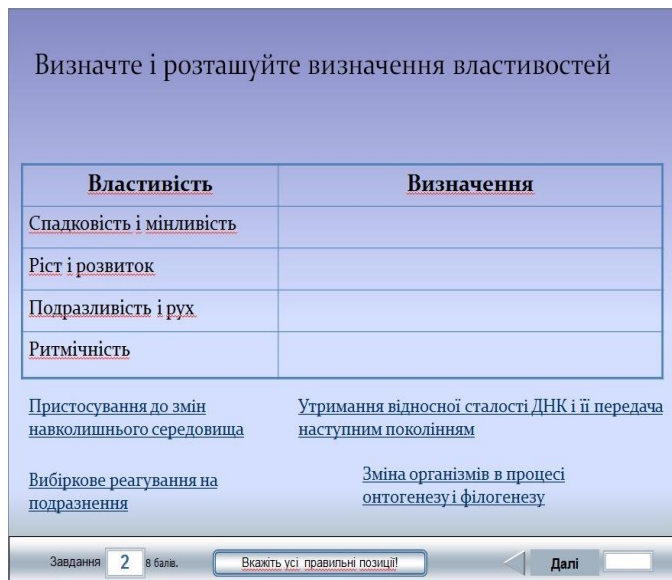 Визначте і розташуйте визначення властивостей
Властивість
Визначення
Спадковість і мінливість
Ріст і розвиток
Подразливість і рух
Ритмічність
Пристосування до змін
навколишнього середовища
Утримання відносної сталості ДНК і її передача
наступним поколінням
Вибіркове реагування на
подразнення
Зміна організмів в процесі
онтогенезу і філогенезу
Завдання 2 8 балів.
Вкажіть усі правильні позиції!
Далі